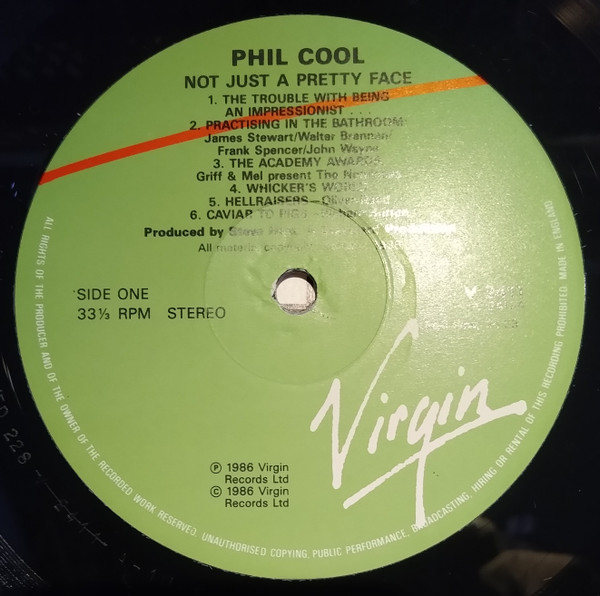 PHIL COOL
NOT JUST A PRETTY FACE
1. THE TROUBLE WITH BEING
AN IMPRESSIONIST . . .
2. PRACTISING IN THE BATHROOM
James Stewart/Walter Brennan/
Frank Spencer/John Wayne
3. THE ACADEMY AWARDS
Griff & Mel present The
4. WHICKER'S
5. HELLRAISERS—
6. CAVIAR TO
Produced by
All material
SIDE ONE
33⅓ RPM STEREO
V
Virgin
Ⓟ 1986 Virgin
Records Ltd
© 1986 Virgin
Records Ltd
ALL RIGHTS OF THE PRODUCER AND OF THE OWNER OF THE RECORDED WORK RESERVED. UNAUTHORISED COPYING, PUBLIC PERFORMANCE, BROADCASTING, HIRING OR RENTAL OF THIS RECORDING PROHIBITED. MADE IN ENGLAND